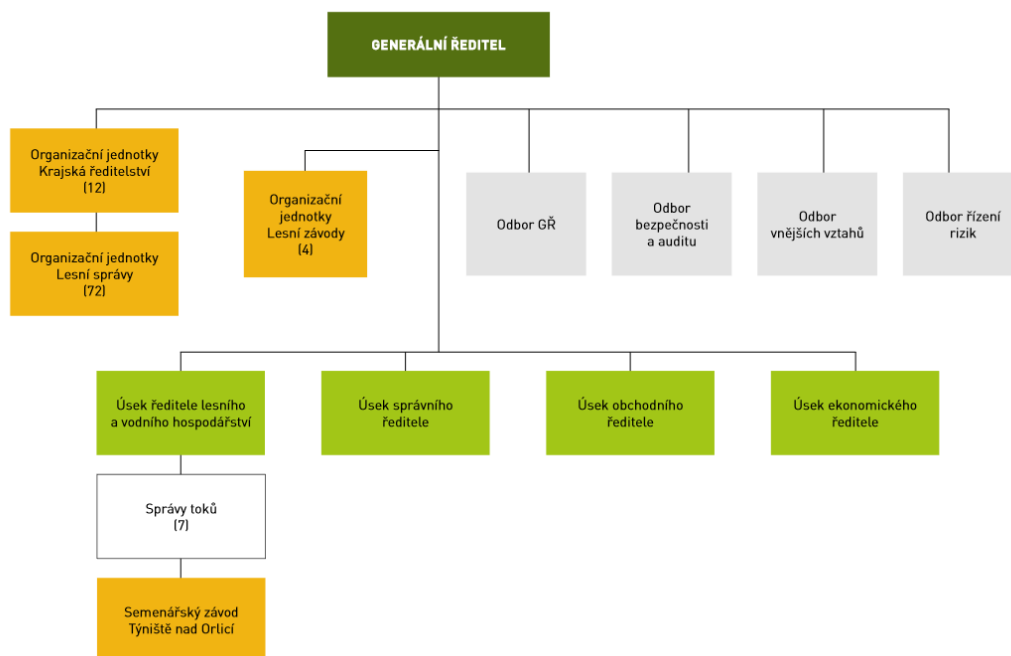 GENERÁLNÍ ŘEDITEL
Organizační jednotky
Krajská ředitelství
(12)
Organizační jednotky
Lesní správy
(72)
Organizační
jednotky
Lesní závody
(4)
Odbor GŘ
Odbor
bezpečnosti
a auditu
Odbor
vnějších vztahů
Odbor řízení
rizik
Úsek ředitele lesního
a vodního hospodářství
Úsek správního
ředitele
Úsek obchodního
ředitele
Úsek ekonomického
ředitele
Správy toků
(7)
Semenářský závod
Týniště nad Orlicí